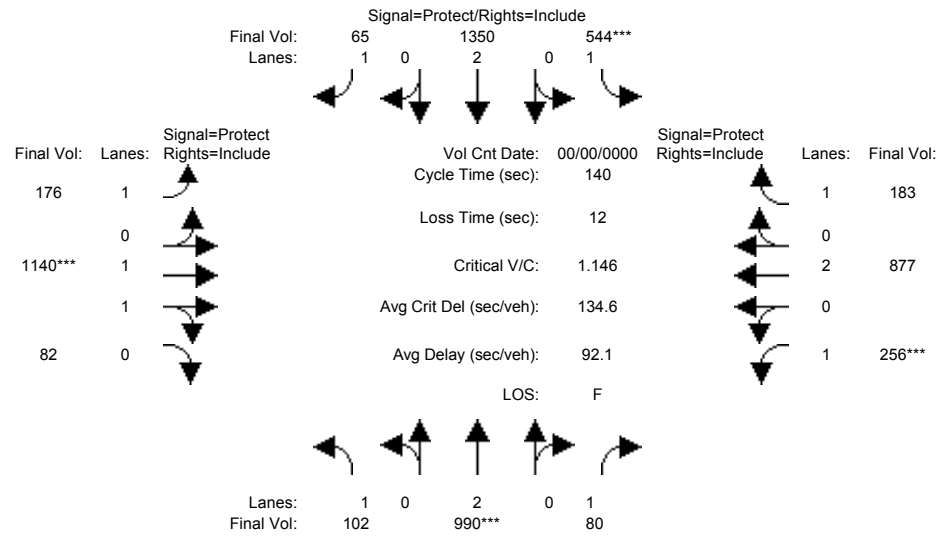 Signal=Protect/Rights=Include
Final Vol: 65 1350 544***
Lanes: 1 0 2 0 1
Signal=Protect
Final Vol: Lanes: Rights=Include
Vol Cnt Date: 00/00/0000
Signal=Protect
Rights=Include Lanes: Final Vol:
Cycle Time (sec): 140
176 1
1 183
Loss Time (sec): 12
0
0
1140*** 1
Critical V/C: 1.146
2 877
1
Avg Crit Del (sec/veh): 134.6
0
82 0
Avg Delay (sec/veh): 92.1
1 256***
LOS: F
Lanes: 1 0 2 0 1
Final Vol: 102 990*** 80